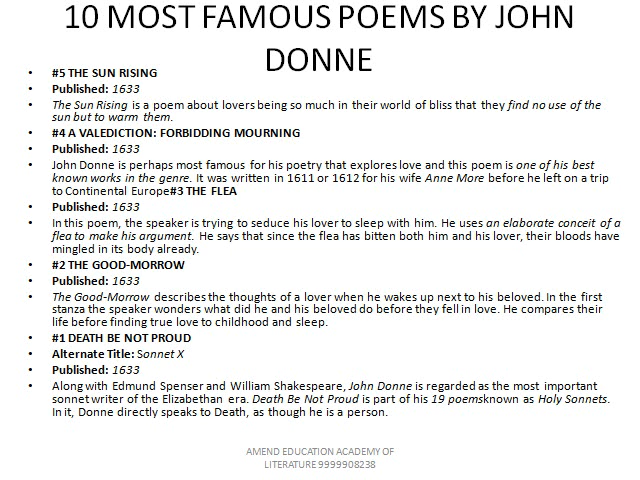 10 MOST FAMOUS POEMS BY JOHN
DONNE
• #5 THE SUN RISING
• Published: 1633
• The Sun Rising is a poem about lovers being so much in their world of bliss that they find no use of the
sun but to warm them.
• #4 A VALEDICTION: FORBIDDING MOURNING
• Published: 1633
• John Donne is perhaps most famous for his poetry that explores love and this poem is one of his best
known works in the genre. It was written in 1611 or 1612 for his wife Anne More before he left on a trip
to Continental Europe#3 THE FLEA
• Published: 1633
• In this poem, the speaker is trying to seduce his lover to sleep with him. He uses an elaborate conceit of a
flea to make his argument. He says that since the flea has bitten both him and his lover, their bloods have
mingled in its body already.
• #2 THE GOOD-MORROW
• Published: 1633
• The Good-Morrow describes the thoughts of a lover when he wakes up next to his beloved. In the first
stanza the speaker wonders what did he and his beloved do before they fell in love. He compares their
life before finding true love to childhood and sleep.
• #1 DEATH BE NOT PROUD
• Alternate Title: Sonnet X
• Published: 1633
• Along with Edmund Spenser and William Shakespeare, John Donne is regarded as the most important
sonnet writer of the Elizabethan era. Death Be Not Proud is part of his 19 poemsknown as Holy Sonnets.
In it, Donne directly speaks to Death, as though he is a person.
AMEND EDUCATION ACADEMY OF
LITERATURE 9999908238